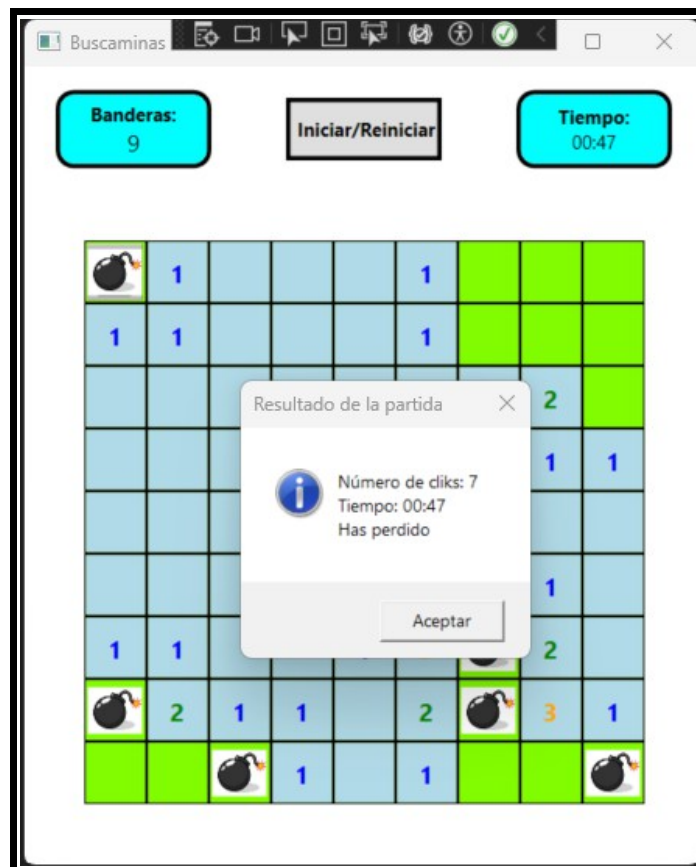 Buscaminas
Banderas:
9
Iniciar/Reiniciar
Tiempo:
00:47
1 1
1 1 1
2
1 1
1
1 1 2
2 1 1 2 3 1
1 1
Resultado de la partida
Número de cliks: 7
Tiempo: 00:47
Has perdido
Aceptar